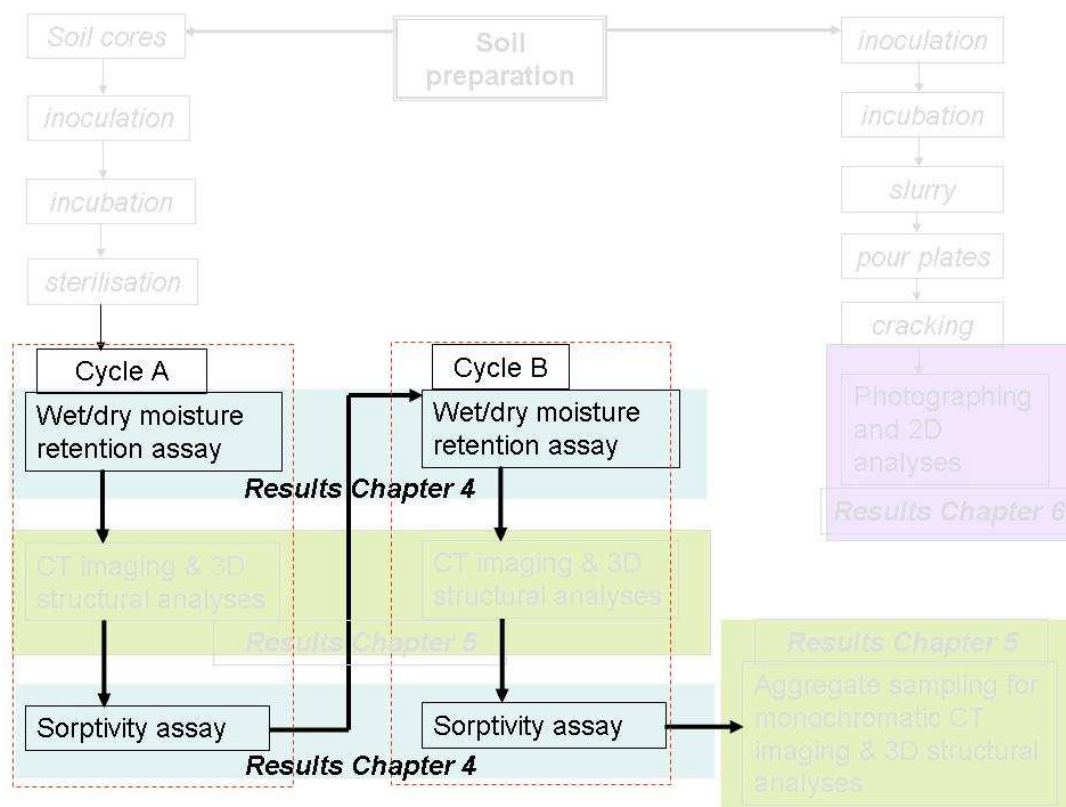 Soil cores
Soil
preparation
inoculation
inoculation
incubation
incubation
slurry
sterilisation
pour plates
cracking
Cycle A
Cycle B
Wet/dry moisture
retention assay
Wet/dry moisture
retention assay
Photographing
and 2D
analyses
Results Chapter 4
Results Chapter 6
CT imaging & 3D
structural analyses
CT imaging & 3D
structural analyses
Results Chapter 5
Results Chapter 5
Aggregate sampling for
monochromatic CT
imaging & 3D structural
analyses
Sorptivity assay
Sorptivity assay
Results Chapter 4